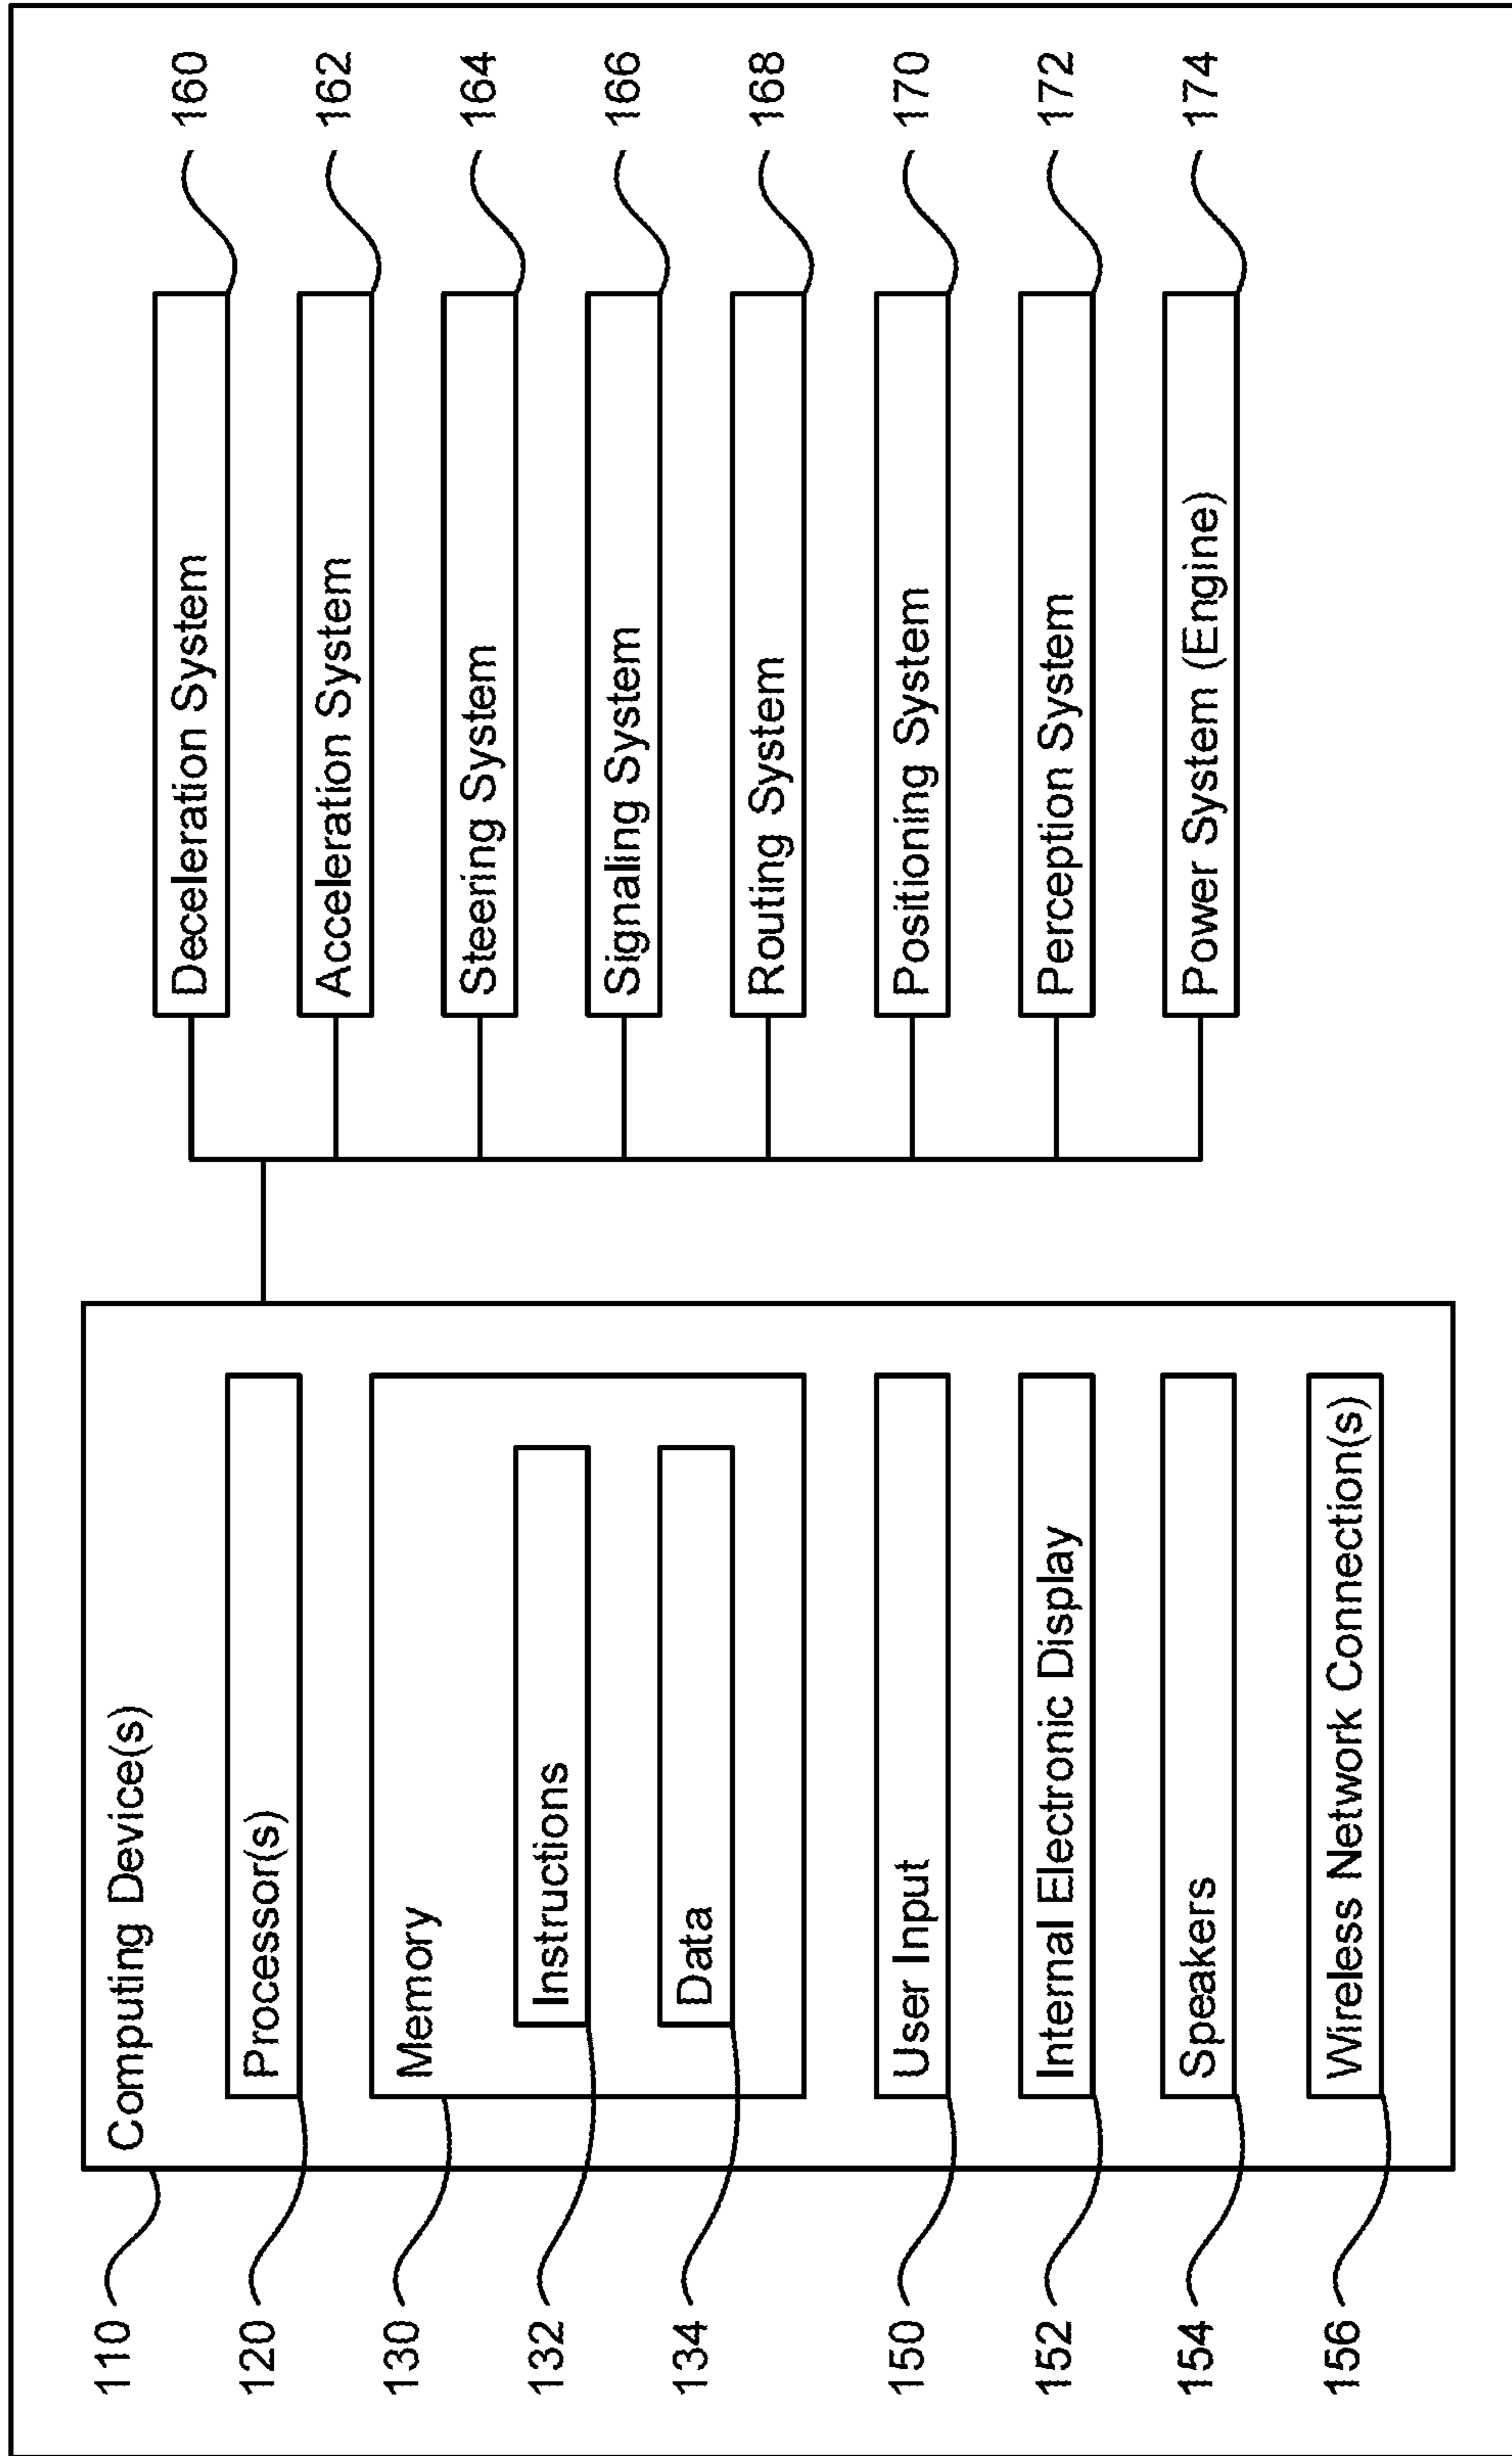 110
Computing Device(s)
120
Processor(s)
130
Memory
132
Instructions
134
Data
150
User Input
152
Internal Electronic Display
154
Speakers
156
Wireless Network Connection(s)
Deceleration System
160
Acceleration System
162
Steering System
164
Signaling System
166
Routing System
168
Positioning System
170
Perception System
172
Power System (Engine)
174